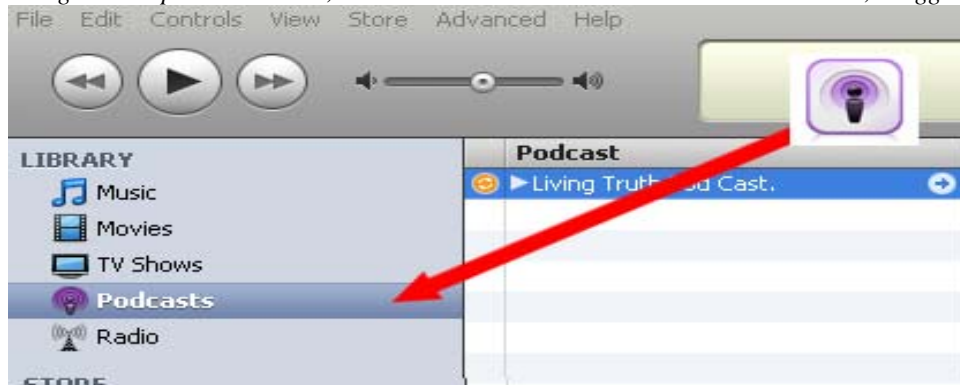 File Edit Controls View Store Advanced Help
LIBRARY
Music
Movies
TV Shows
Podcasts
Radio
STORE
Podcast
Living Truth Cast.